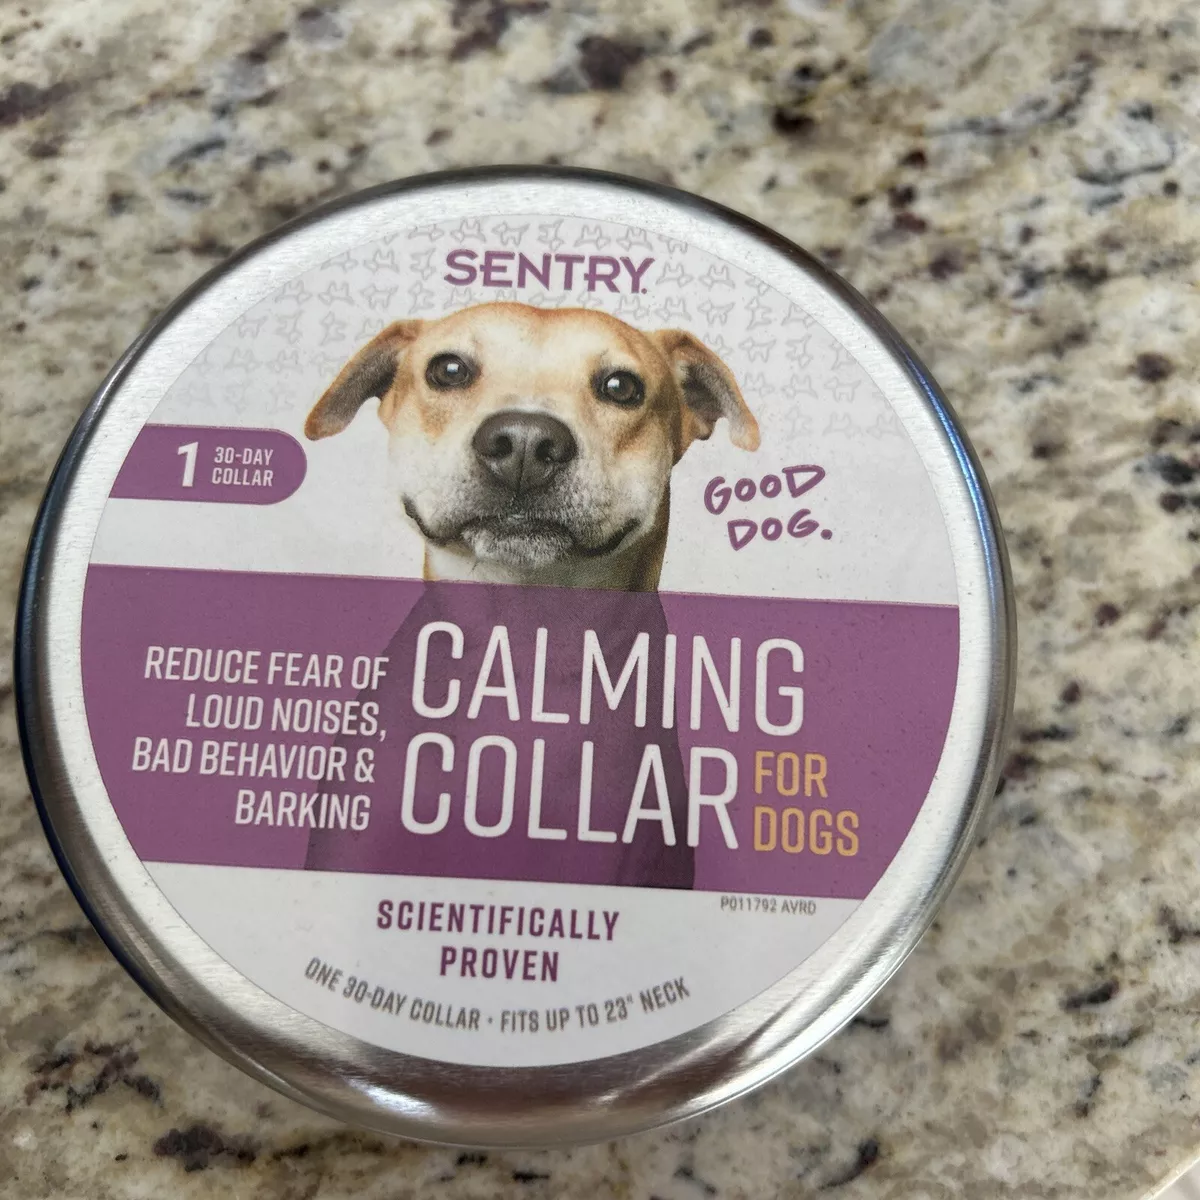 SENTRY.
1 30-DAY
COLLAR
GOOD
DOG.
REDUCE FEAR OF
LOUD NOISES,
BAD BEHAVIOR &
BARKING
CALMING
COLLAR
FOR
DOGS
P011792 AVRD
SCIENTIFICALLY
PROVEN
ONE 30-DAY COLLAR · FITS UP TO 23" NECK